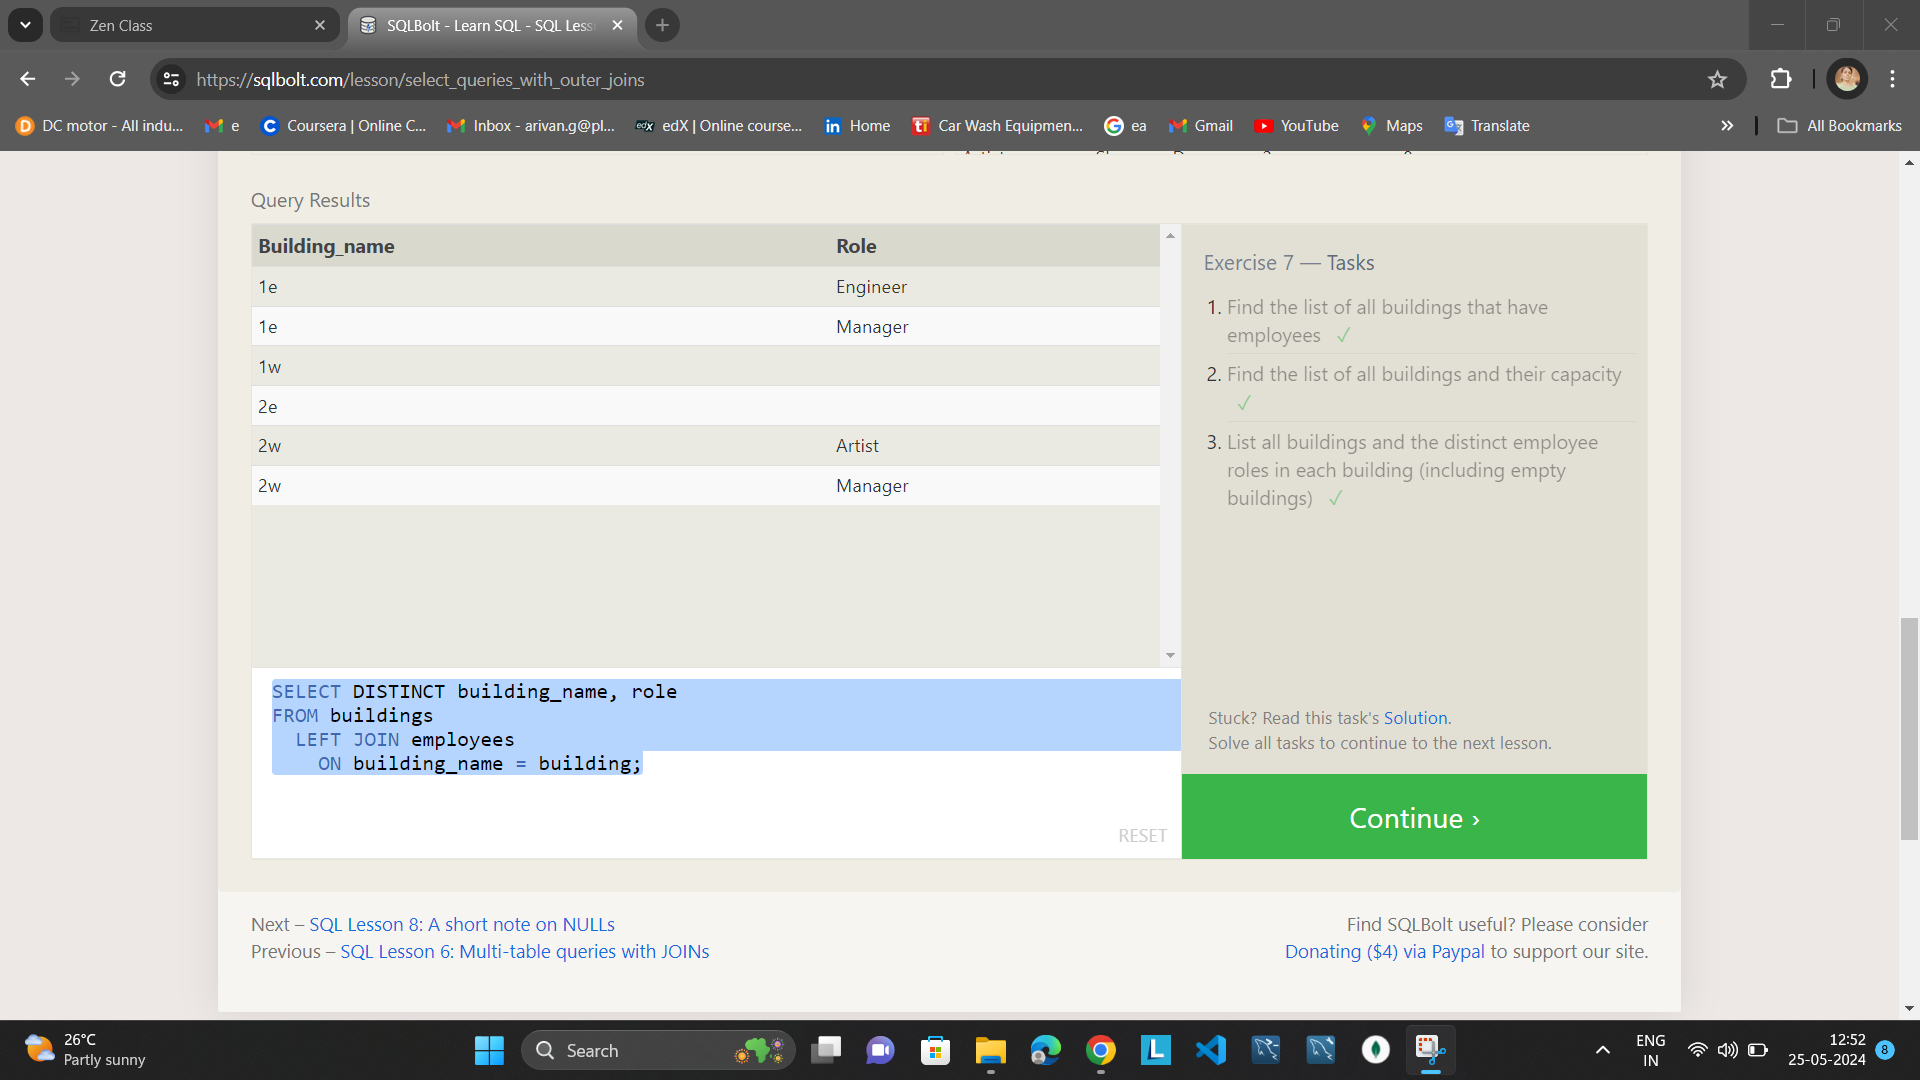 Zen Class
SQLBolt - Learn SQL - SQL Less
https://sqlbolt.com/lesson/select_queries_with_outer_joins
DC motor - All indu...
e
Coursera | Online C...
Inbox - arivan.g@pl...
edX | Online course...
Home
Car Wash Equipmen...
ea
Gmail
YouTube
Maps
Translate
All Bookmarks
Query Results
Building_name Role
1e Engineer
1e Manager
1w
2e
2w Artist
2w Manager
Exercise 7 — Tasks
1. Find the list of all buildings that have
employees ✓
2. Find the list of all buildings and their capacity
✓
3. List all buildings and the distinct employee
roles in each building (including empty
buildings) ✓
SELECT DISTINCT building_name, role
FROM buildings
LEFT JOIN employees
ON building_name = building;
RESET
Stuck? Read this task's Solution.
Solve all tasks to continue to the next lesson.
Continue ›
Next – SQL Lesson 8: A short note on NULLs
Previous – SQL Lesson 6: Multi-table queries with JOINs
Find SQLBolt useful? Please consider
Donating ($4) via Paypal to support our site.
26°C
Partly sunny
Search
ENG
IN
12:52
25-05-2024
8